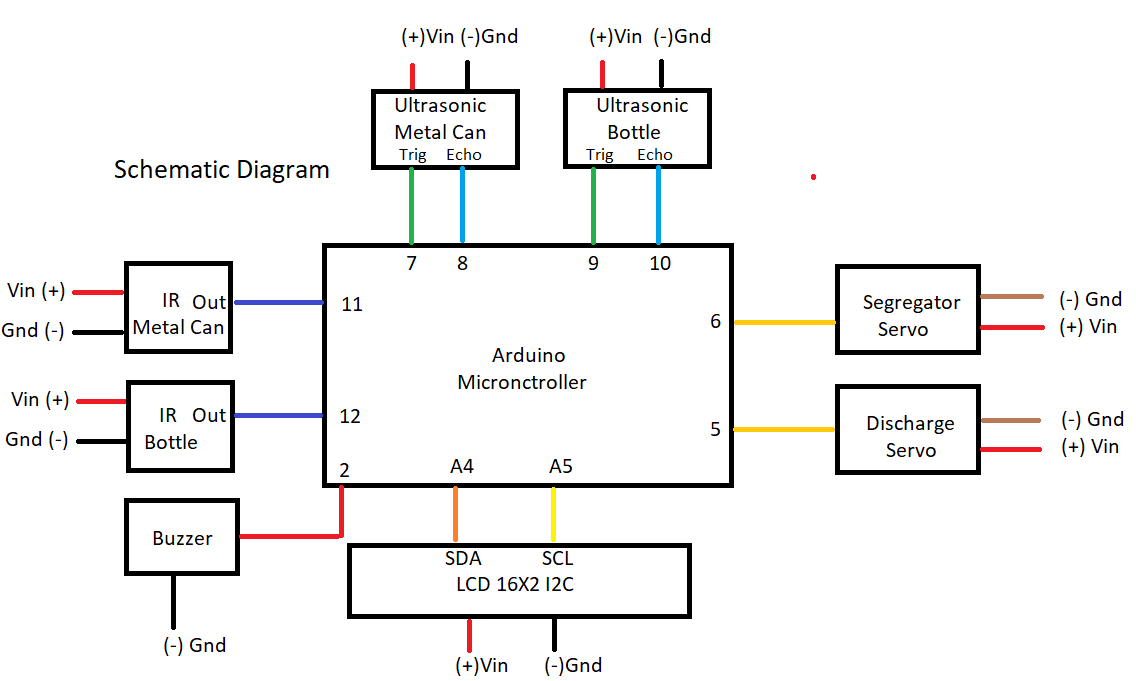 (+)Vin (-)Gnd
(+)Vin (-)Gnd
Ultrasonic
Metal Can
Trig Echo
Ultrasonic
Bottle
Trig Echo
Schematic Diagram
7 8 9 10
Vin (+)
Gnd (-)
IR Out
Metal Can
11
Vin (+)
Gnd (-)
IR Out
Bottle
12
Arduino
Micronctroller
6
5
Segregator
Servo
(-) Gnd
(+) Vin
Discharge
Servo
(-) Gnd
(+) Vin
2
A4 A5
Buzzer
(-) Gnd
SDA SCL
LCD 16X2 I2C
(+)Vin (-)Gnd